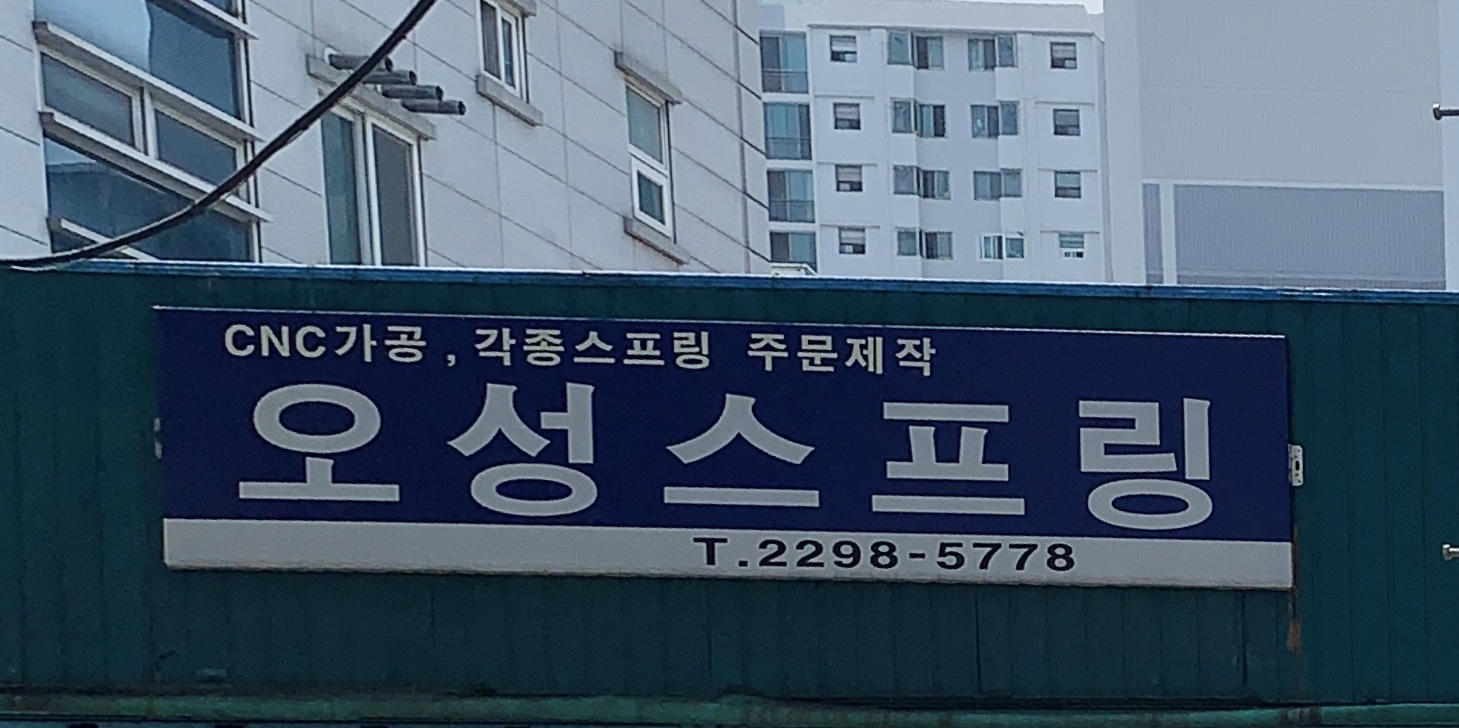 CNC가공, 각종스프링 주문제작
오성스프링
T.2298-5778